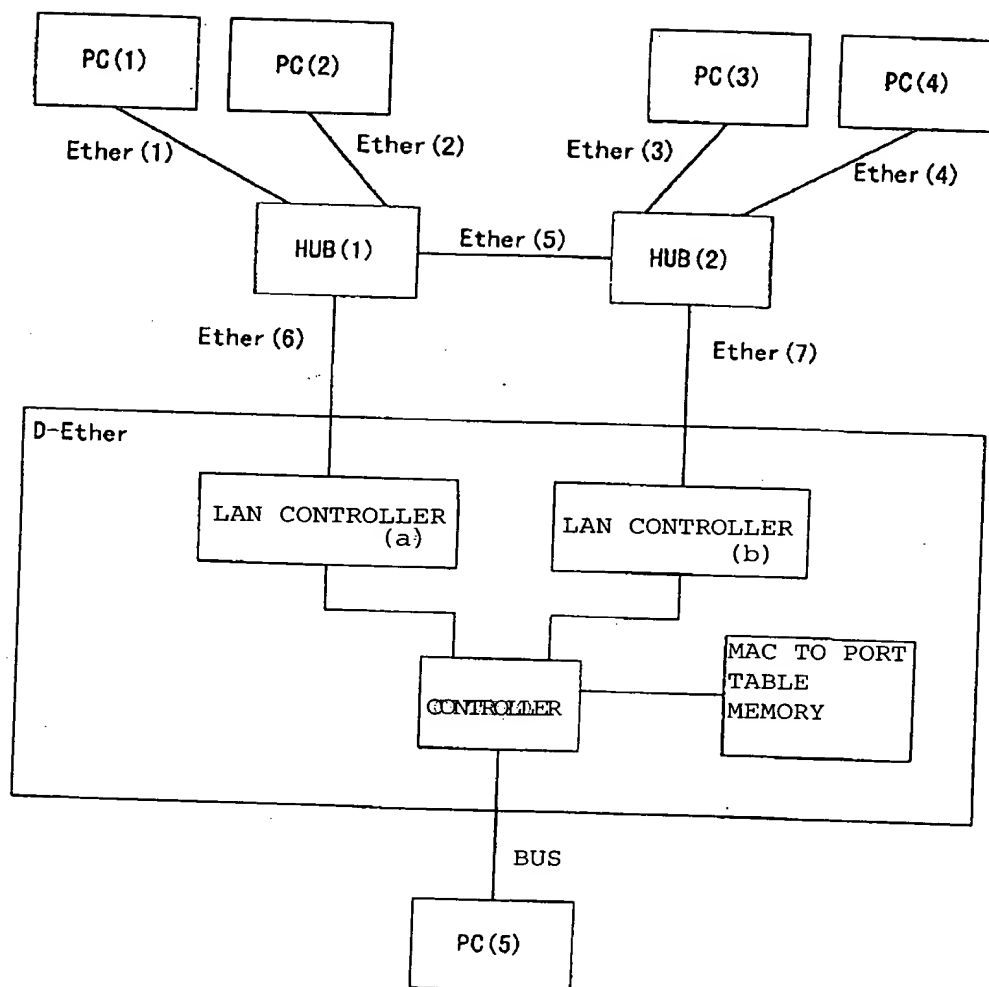 PC(1)
PC(2)
PC(3)
PC(4)
Ether(1)
Ether(2)
Ether(3)
Ether(4)
HUB(1)
Ether(5)
HUB(2)
Ether(6)
Ether(7)
D-Ether
LAN CONTROLLER
(a)
LAN CONTROLLER
(b)
MAC TO PORT
TABLE
MEMORY
CONTROLLER
BUS
PC(5)